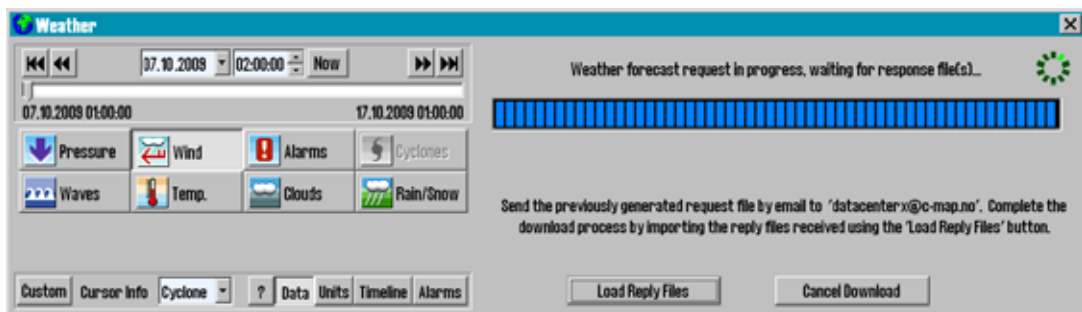 Weather
07.10.2009 02:00:00 Now
07.10.2009 01:00:00 17.10.2009 01:00:00
Pressure Wind Alarms Cyclones
Waves Temp. Clouds Rain/Snow
Custom Cursor Info Cyclone ? Data Units Timeline Alarms
Weather forecast request in progress, waiting for response file(s)...
Send the previously generated request file by email to 'datacenterx@c-map.no'. Complete the
download process by importing the reply files received using the 'Load Reply Files' button.
Load Reply Files Cancel Download